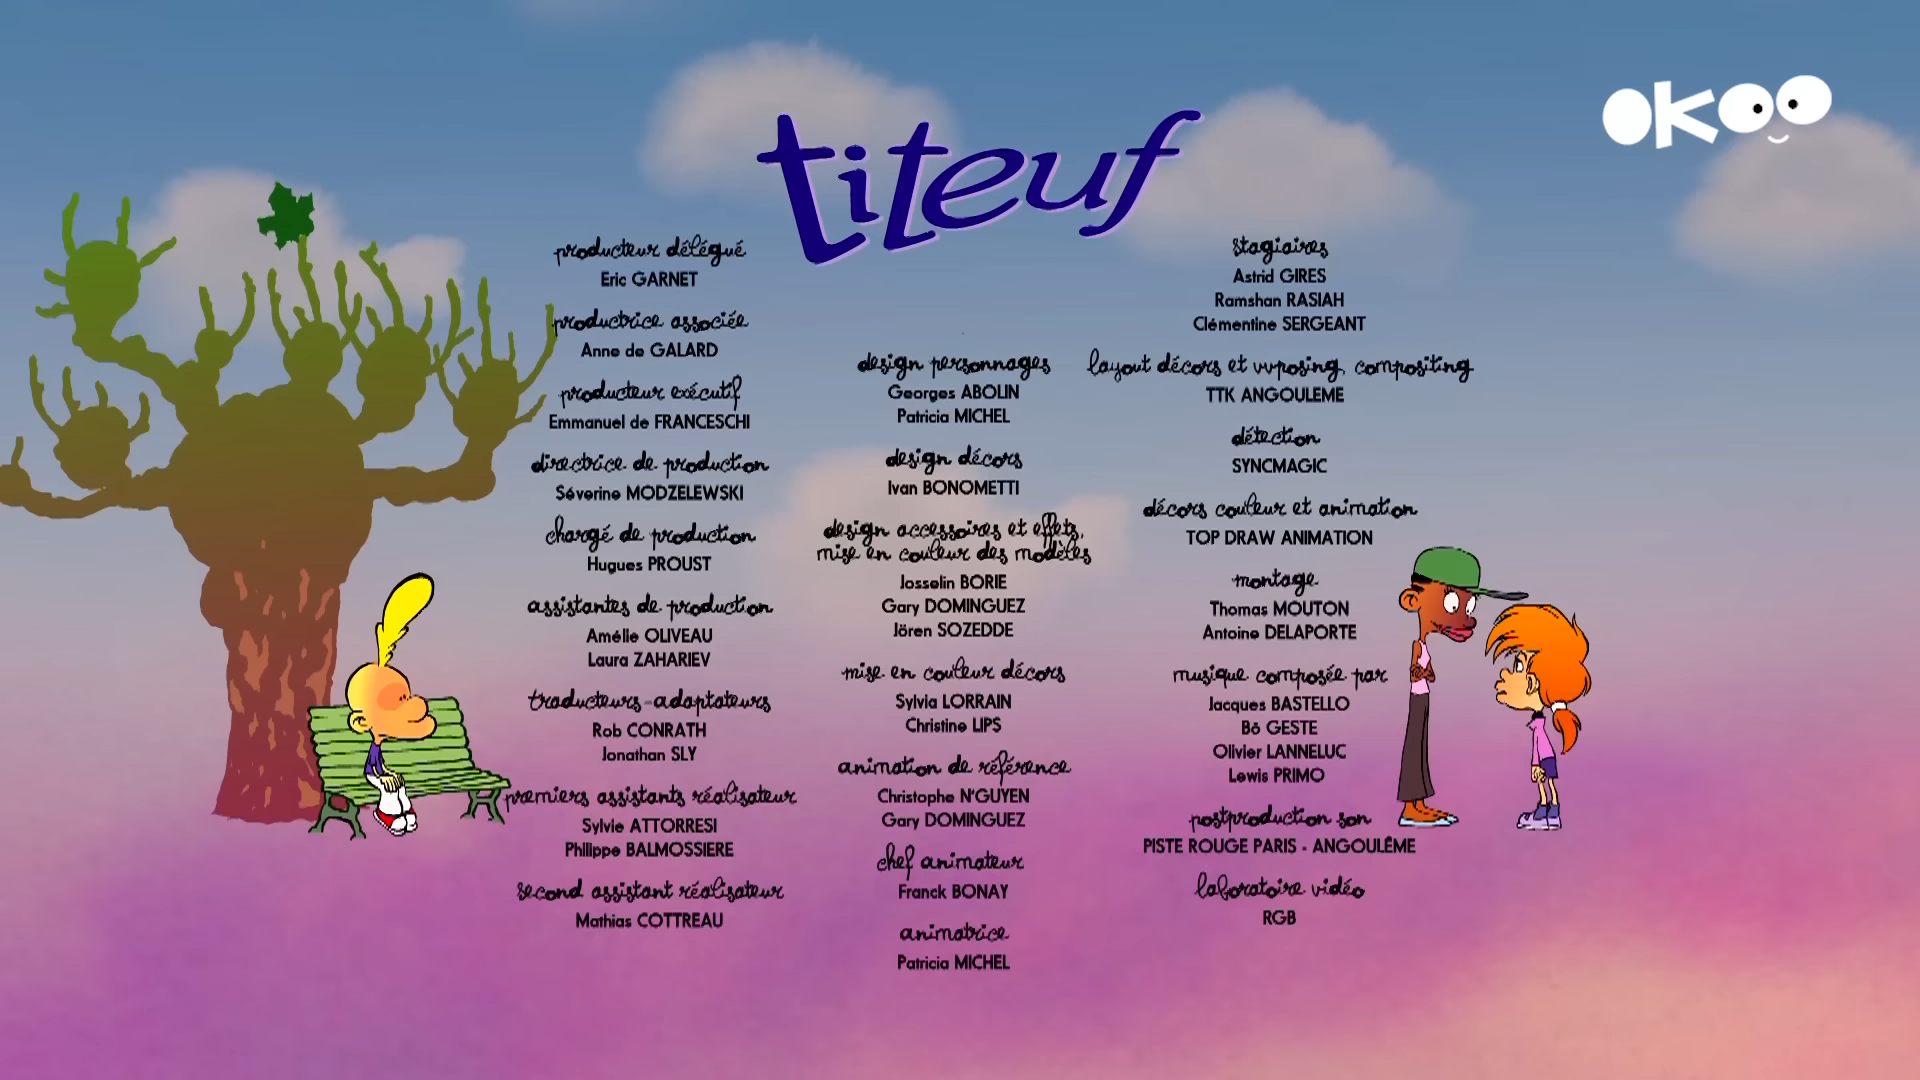 titeuf
OKOO
producteur délégué
Eric GARNET
productrice associée
Anne de GALARD
producteur exécutif
Emmanuel de FRANCESCHI
directrice de production
Séverine MODZELEWSKI
chargé de production
Hugues PROUST
assistantes de production
Amélie OLIVEAU
Laura ZAHARIEV
traducteurs-adaptateurs
Rob CONRATH
Jonathan SLY
premiers assistants réalisateur
Sylvie ATTORRESI
Philippe BALMOSSIERE
second assistant réalisateur
Mathias COTTREAU
design personnages
Georges ABOLIN
Patricia MICHEL
design décors
Ivan BONOMETTI
design accessoires et effets,
mise en couleur des modèles
Josselin BORIE
Gary DOMINGUEZ
Jören SOZEDDE
mise en couleur décors
Sylvia LORRAIN
Christine LIPS
animation de référence
Christophe N'GUYEN
Gary DOMINGUEZ
chef animateur
Franck BONAY
animatrice
Patricia MICHEL
stagiaires
Astrid GIRES
Ramshan RASIAH
Clémentine SERGEANT
layout décors et vvposing, compositing
TTK ANGOULEME
détection
SYNCMAGIC
décors couleur et animation
TOP DRAW ANIMATION
montage
Thomas MOUTON
Antoine DELAPORTE
musique composée par
Jacques BASTELLO
Bô GESTE
Olivier LANNELUC
Lewis PRIMO
postproduction son
PISTE ROUGE PARIS - ANGOULÊME
laboratoire vidéo
RGB